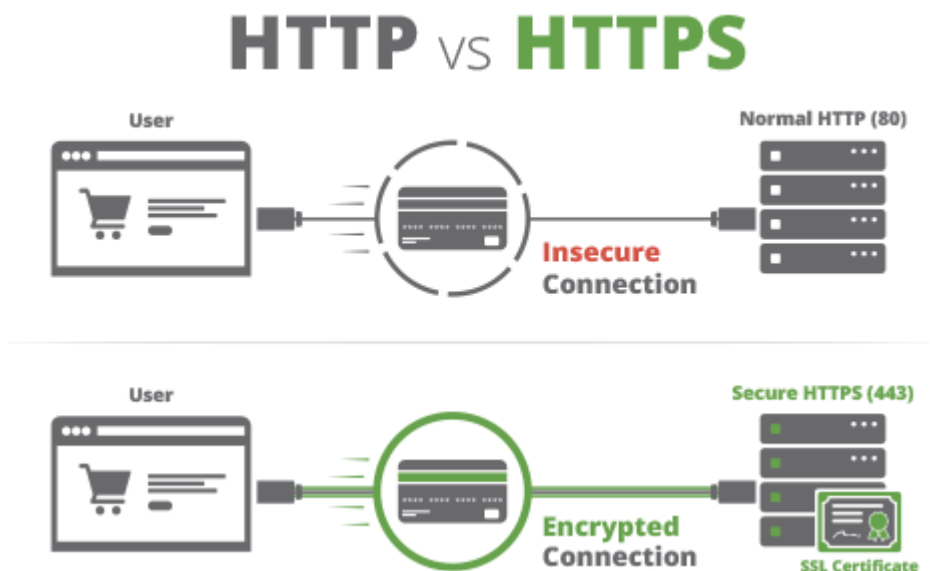 HTTP vs HTTPS
User
Normal HTTP (80)
Insecure
Connection
User
Secure HTTPS (443)
Encrypted
Connection
SSL Certificate